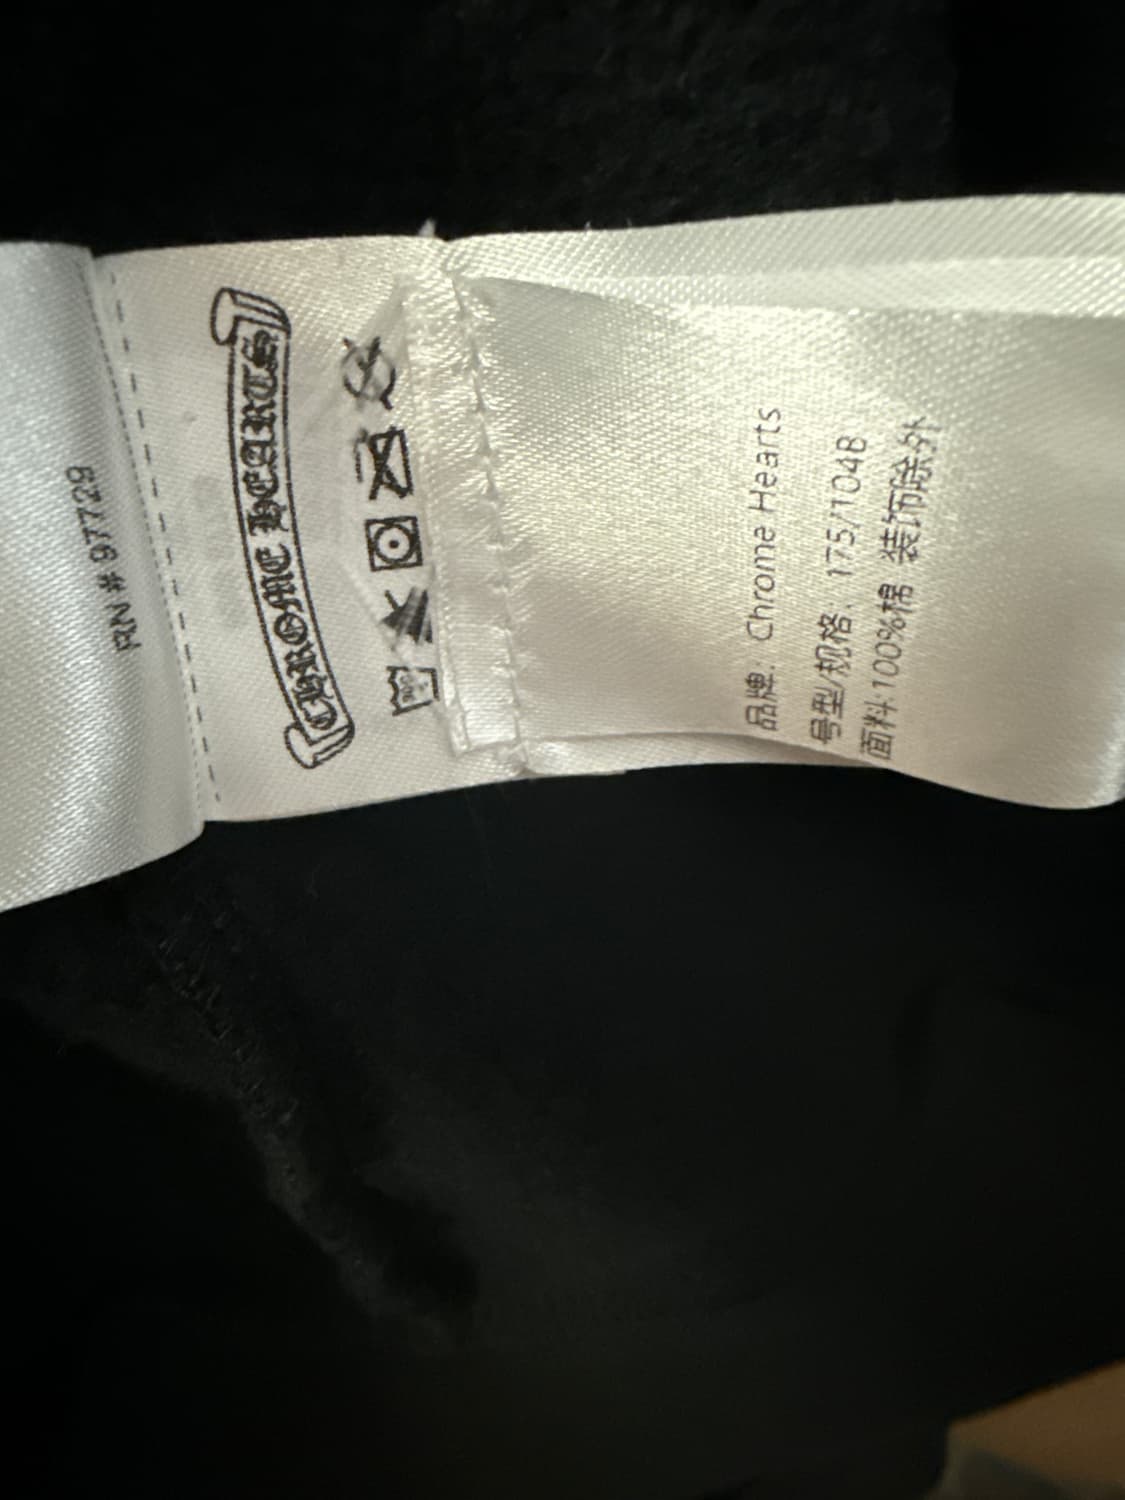 RN # 97729
CHROME HEARTS
品牌: Chrome Hearts
号型/规格: 175/104B
面料:100%棉 装饰除外